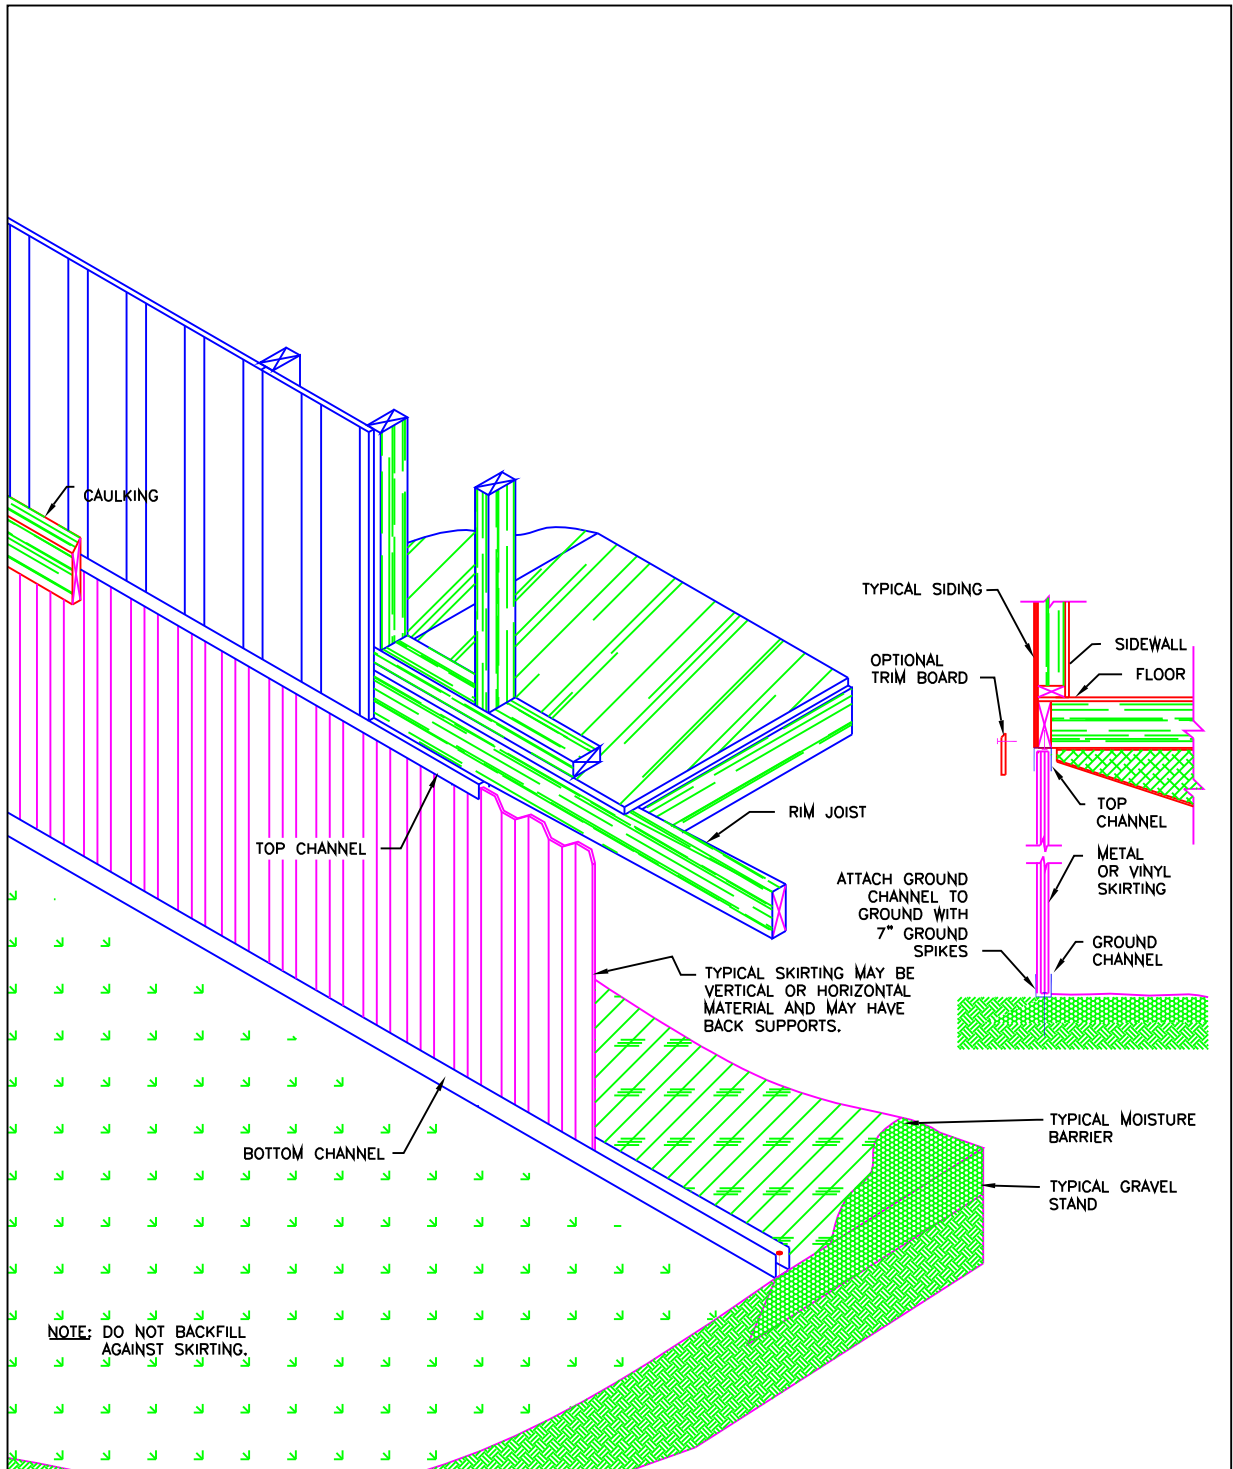 CAULKING
TYPICAL SIDING
SIDEWALL
OPTIONAL
TRIM BOARD
FLOOR
TOP
CHANNEL
RIM JOIST
TOP CHANNEL
METAL
OR VINYL
SKIRTING
ATTACH GROUND
CHANNEL TO
GROUND WITH
7" GROUND
SPIKES
GROUND
CHANNEL
TYPICAL SKIRTING MAY BE
VERTICAL OR HORIZONTAL
MATERIAL AND MAY HAVE
BACK SUPPORTS.
TYPICAL MOISTURE
BARRIER
BOTTOM CHANNEL
TYPICAL GRAVEL
STAND
NOTE: DO NOT BACKFILL
AGAINST SKIRTING.